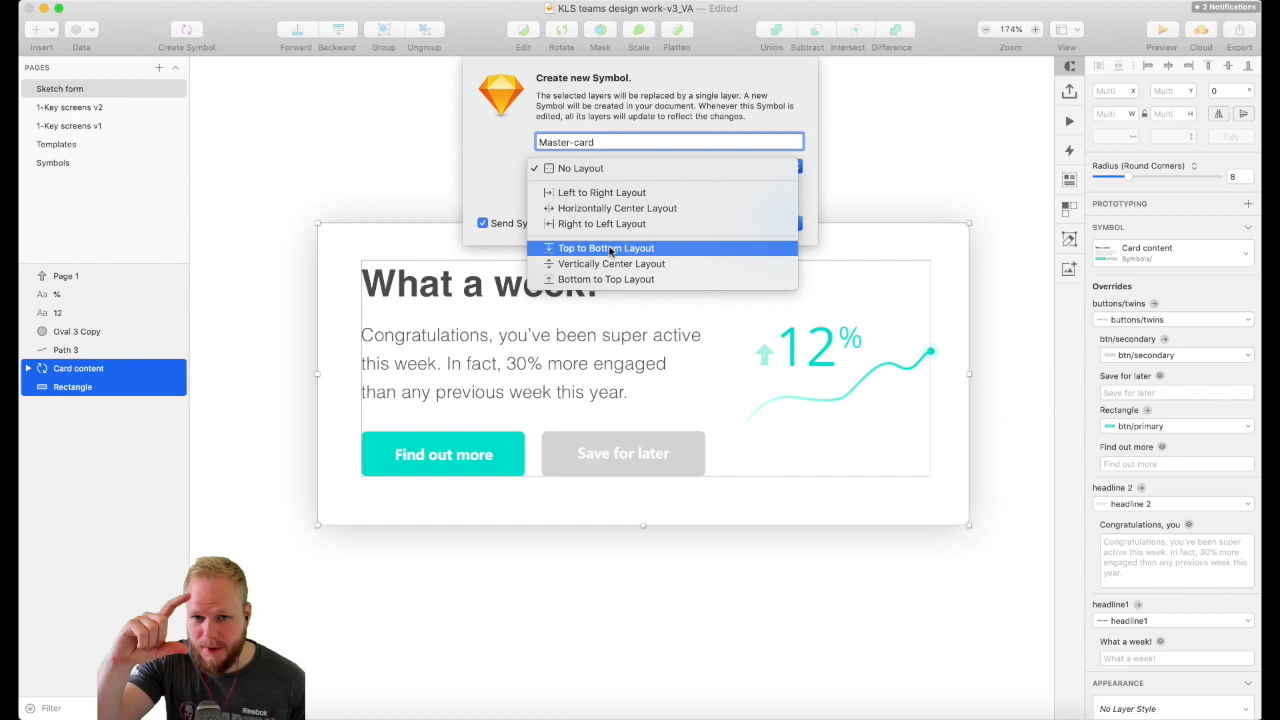 KLS teams design work-v3_VA — Edited
2 Notifications
Insert
Data
Create Symbol
Forward
Backward
Group
Ungroup
Edit
Rotate
Mask
Scale
Flatten
Union
Subtract
Intersect
Difference
174%
Zoom
View
Preview
Cloud
Export
PAGES
Sketch form
1-Key screens v2
1-Key screens v1
Templates
Symbols
Page 1
Aa %
Aa 12
Oval 3 Copy
Path 3
Card content
Rectangle
Filter
Create new Symbol.
The selected layers will be replaced by a single layer. A new
Symbol will be created in your document. Whenever this Symbol is
edited, all its layers will update to reflect the changes.
Master-card
No Layout
Left to Right Layout
Horizontally Center Layout
Right to Left Layout
Send Sy
Top to Bottom Layout
Vertically Center Layout
Bottom to Top Layout
What a week!
Congratulations, you've been super active
this week. In fact, 30% more engaged
than any previous week this year.
12%
Find out more
Save for later
Reebok
Multi X
Multi Y
0 °
Multi W
Multi H
Tidy
Radius (Round Corners)
8
PROTOTYPING
SYMBOL
Card content
Symbols/
Overrides
buttons/twins
buttons/twins
btn/secondary
btn/secondary
Save for later
Save for later
Rectangle
btn/primary
Find out more
Find out more
headline 2
headline 2
Congratulations, you
Congratulations, you've been super
active this week. In fact, 30% more
engaged than any previous week this
year.
headline1
headline1
What a week!
What a week!
APPEARANCE
No Layer Style